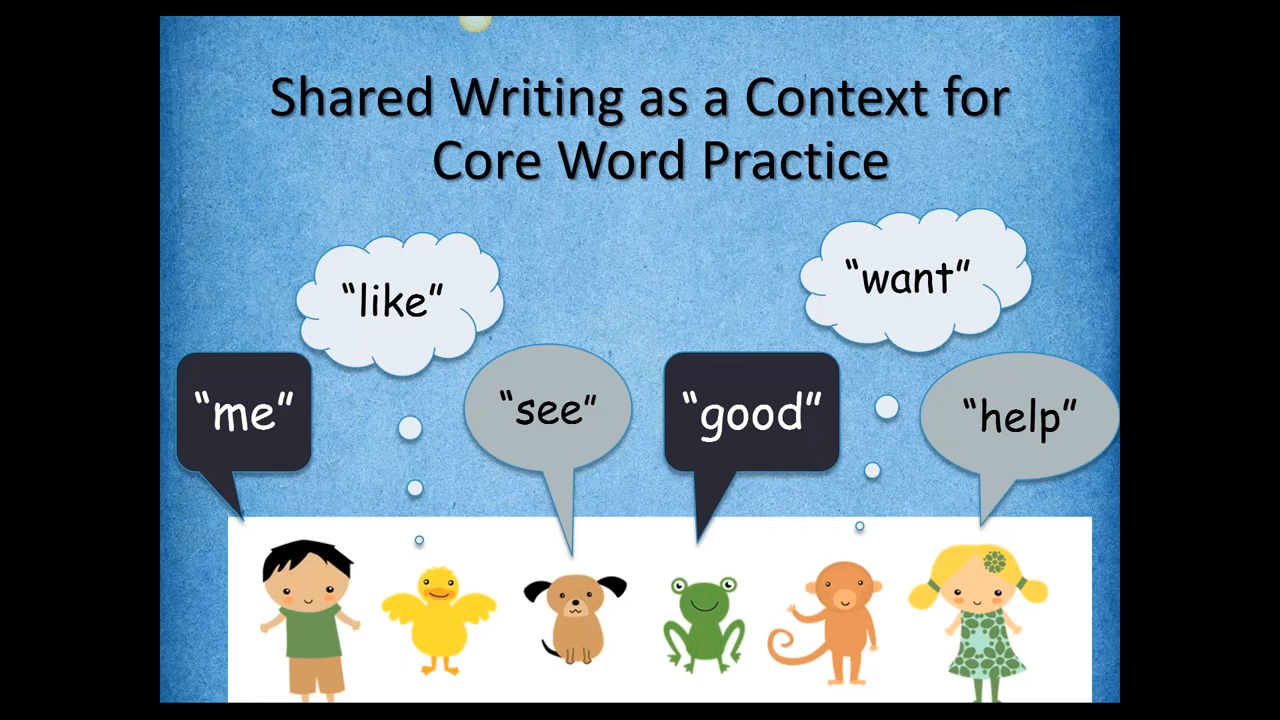 Shared Writing as a Context for
Core Word Practice
“like”
“want”
“me”
“see”
“good”
“help”